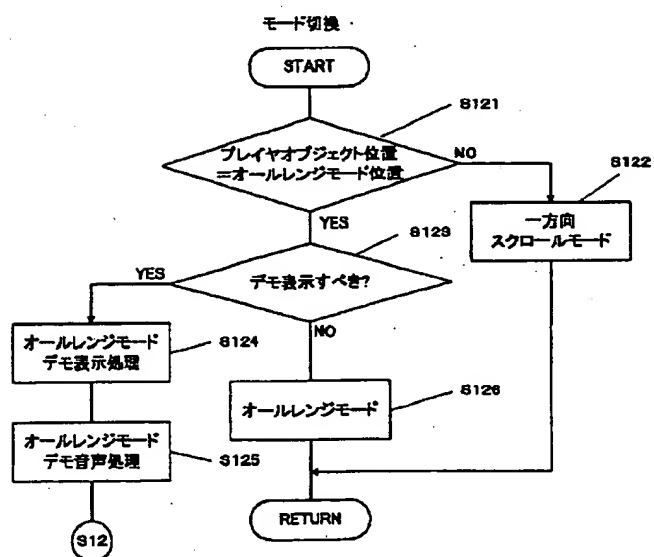 モード切換
START
S121
プレイヤオブジェクト位置
=オールレンジモード位置
NO
S122
一方向
スクロールモード
YES
S123
デモ表示すべき?
YES
NO
オールレンジモード
デモ表示処理
S124
オールレンジモード
S126
オールレンジモード
デモ音声処理
S125
RETURN
S12